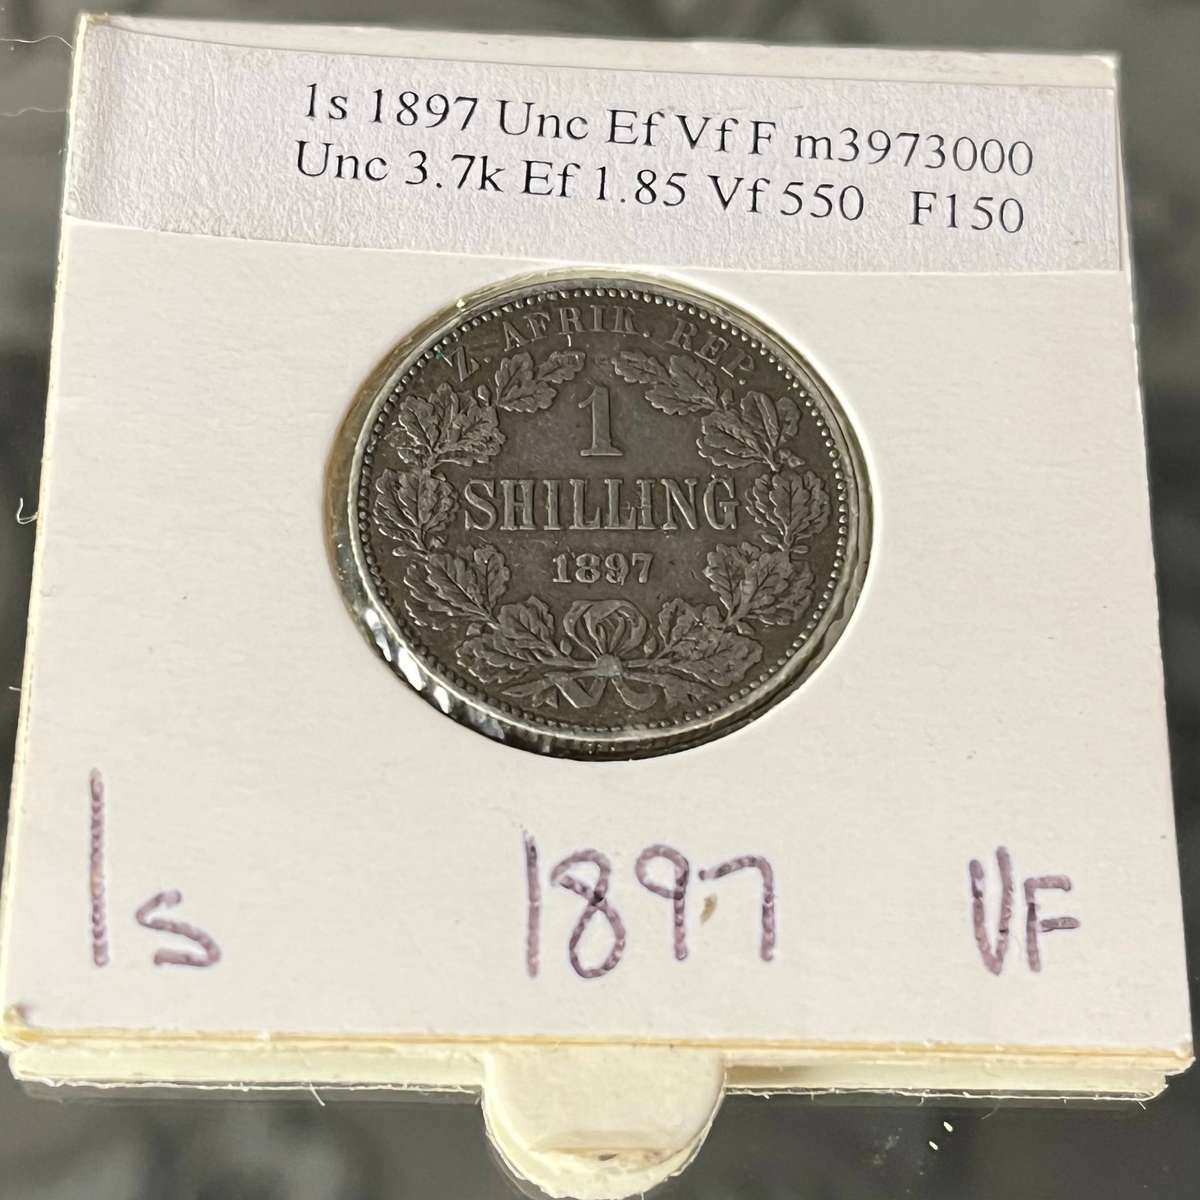 1s 1897 Unc Ef Vf F m3973000
Unc 3.7k Ef 1.85 Vf 550 F150
Z. AFRIK. REP.
1
SHILLING
1897
1s 1897 VF